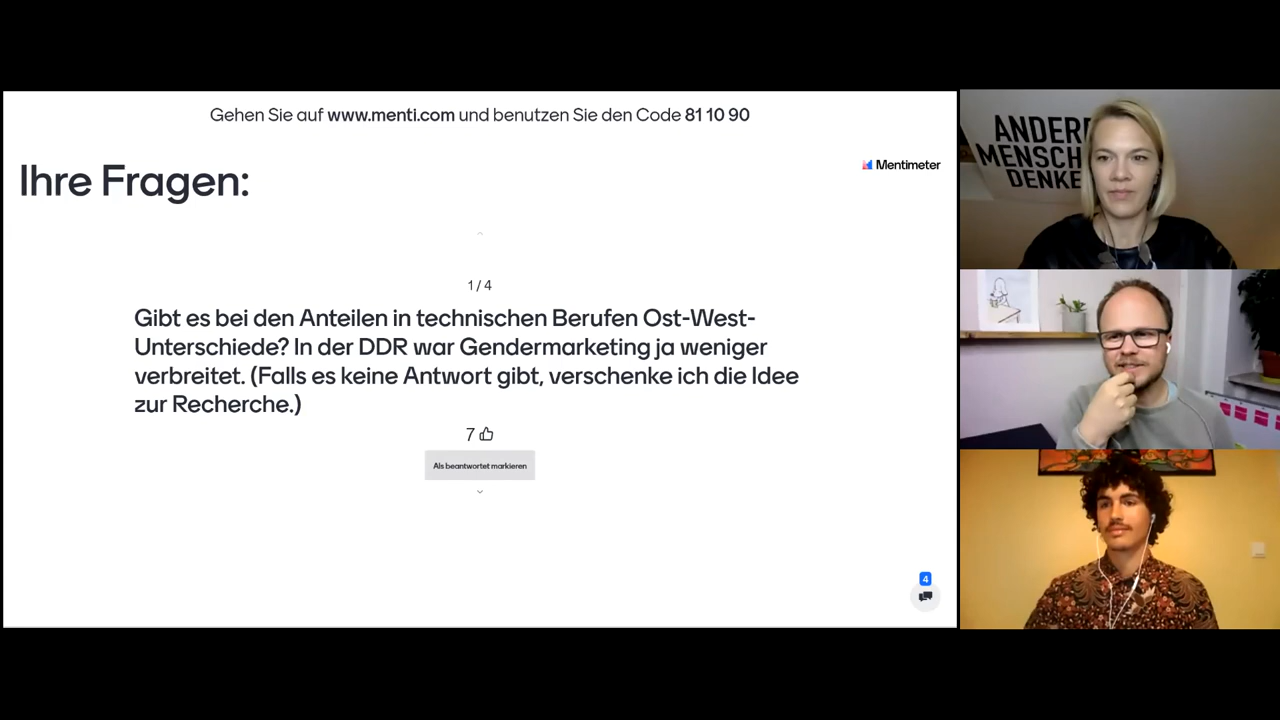 Gehen Sie auf www.menti.com und benutzen Sie den Code 81 10 90
Ihre Fragen:
Mentimeter
1 / 4
Gibt es bei den Anteilen in technischen Berufen Ost-West-
Unterschiede? In der DDR war Gendermarketing ja weniger
verbreitet. (Falls es keine Antwort gibt, verschenke ich die Idee
zur Recherche.)
7
Als beantwortet markieren
4
ANDERE
MENSCH
DENKE